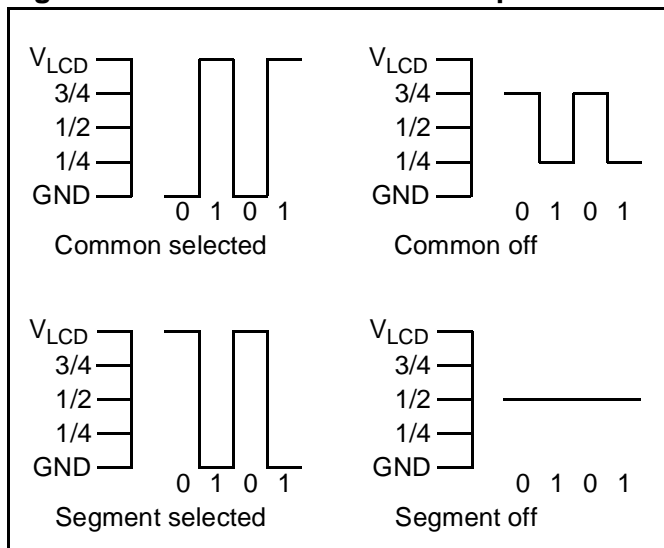 V_LCD
3/4
1/2
1/4
GND
0 1 0 1
Common selected
V_LCD
3/4
1/2
1/4
GND
0 1 0 1
Common off
V_LCD
3/4
1/2
1/4
GND
0 1 0 1
Segment selected
V_LCD
3/4
1/2
1/4
GND
0 1 0 1
Segment off